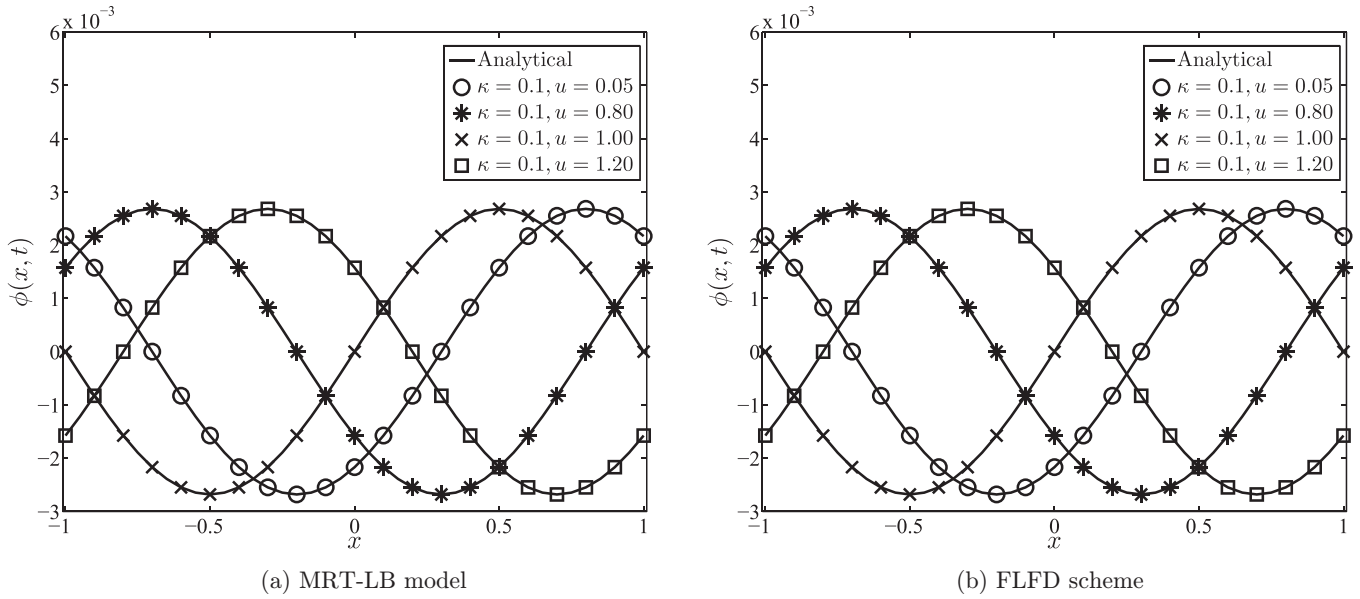 x 10⁻³
6
5
4
3
2
1
0
−1
−2
−3
−1
−0.5
0
0.5
1
x
ϕ(x, t)
Analytical
κ = 0.1, u = 0.05
κ = 0.1, u = 0.80
κ = 0.1, u = 1.00
κ = 0.1, u = 1.20
(a) MRT-LB model
x 10⁻³
6
5
4
3
2
1
0
−1
−2
−3
−1
−0.5
0
0.5
1
x
ϕ(x, t)
Analytical
κ = 0.1, u = 0.05
κ = 0.1, u = 0.80
κ = 0.1, u = 1.00
κ = 0.1, u = 1.20
(b) FLFD scheme